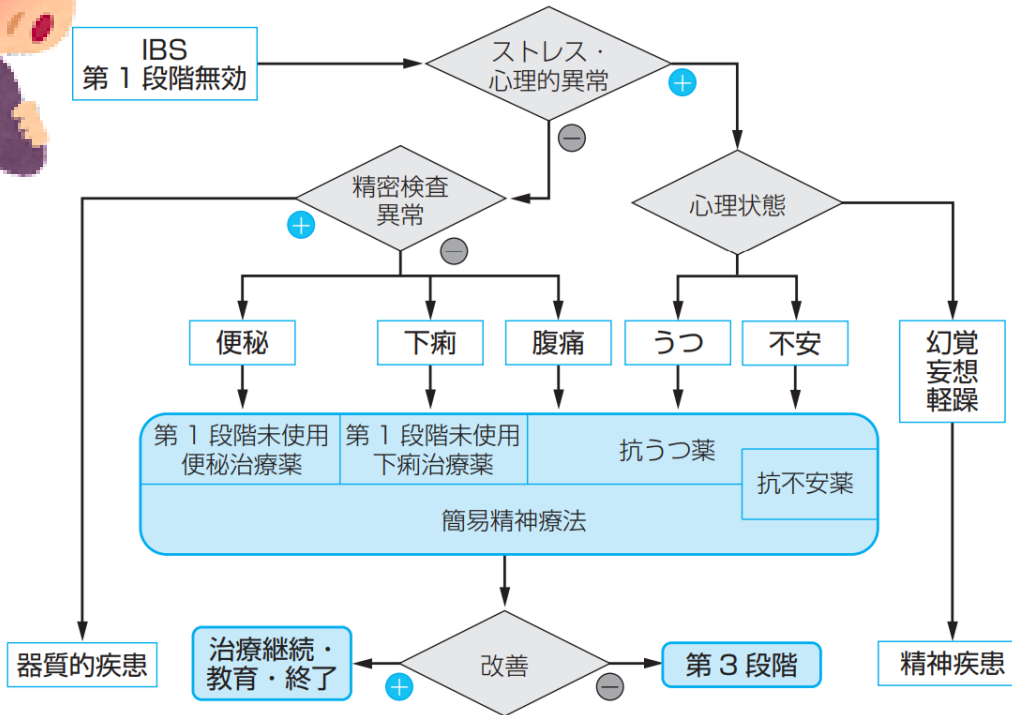 IBS
第 1 段階無効
ストレス・
心理的異常
+
−
精密検査
異常
+
−
心理状態
便秘
下痢
腹痛
うつ
不安
幻覚
妄想
軽躁
第 1 段階未使用
便秘治療薬
第 1 段階未使用
下痢治療薬
抗うつ薬
抗不安薬
簡易精神療法
器質的疾患
治療継続・
教育・終了
+
改善
−
第 3 段階
精神疾患